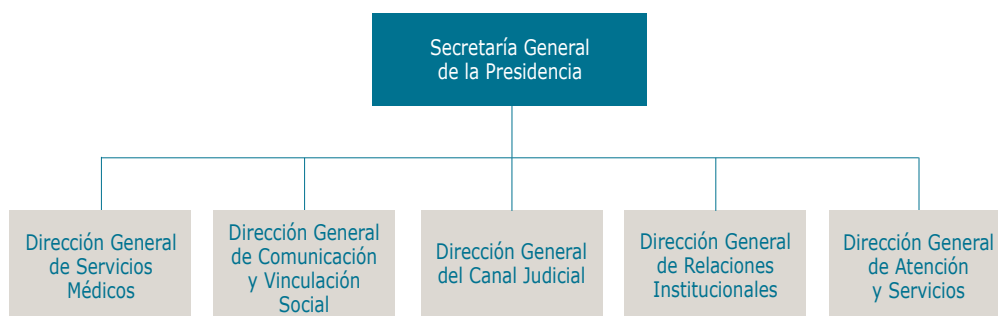 Secretaría General
de la Presidencia
Dirección General
de Servicios
Médicos
Dirección General
de Comunicación
y Vinculación
Social
Dirección General
del Canal Judicial
Dirección General
de Relaciones
Institucionales
Dirección General
de Atención
y Servicios